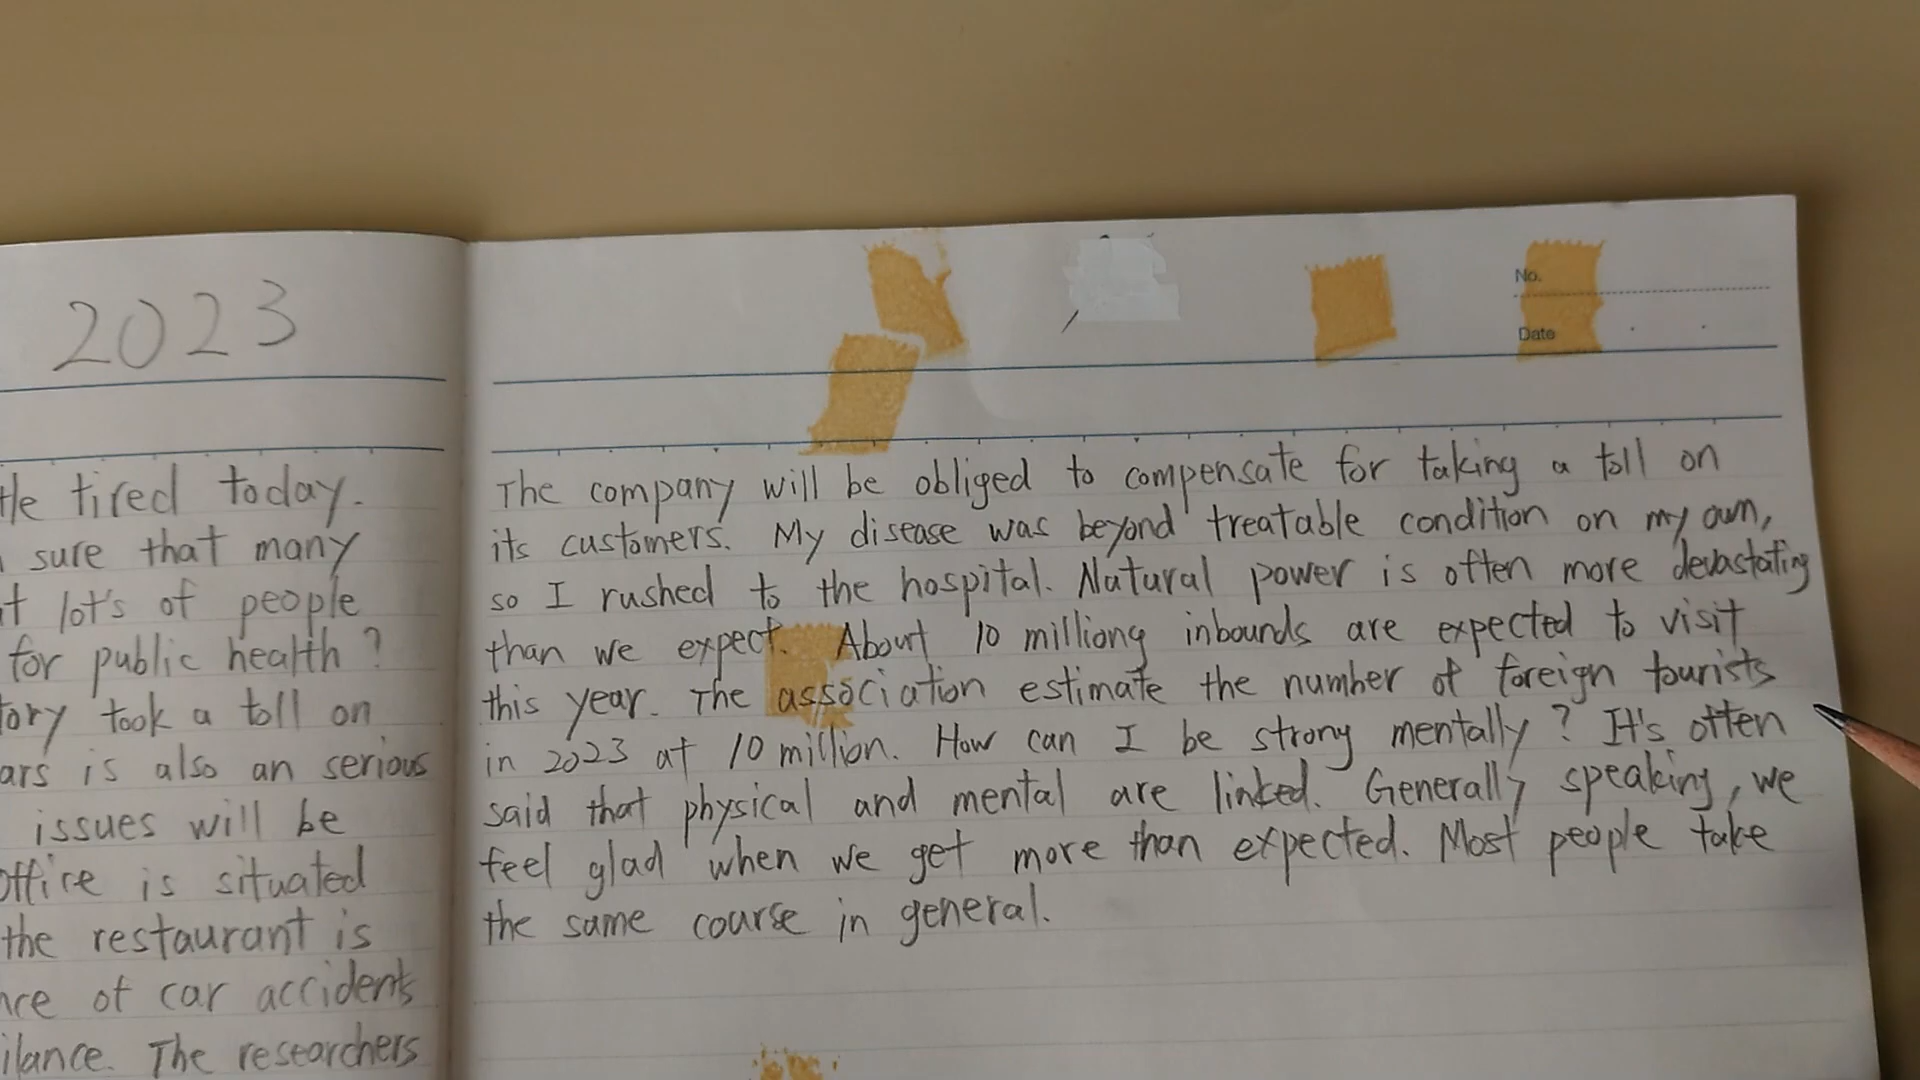 2023
tired today.
sure that many
lot's of people
for public health?
took a toll on
is also an serious
issues will be
office is situated
the restaurant is
of car accidents
The researchers
No.
Date
The company will be obliged to compensate for taking a toll on
its customers. My disease was beyond treatable condition on my own,
so I rushed to the hospital. Natural power is often more devastating
than we expect. About 10 milliong inbounds are expected to visit
this year. The association estimate the number of foreign tourists
in 2023 at 10 million. How can I be strong mentally? It's often
said that physical and mental are linked. Generally speaking, we
feel glad when we get more than expected. Most people take
the same course in general.